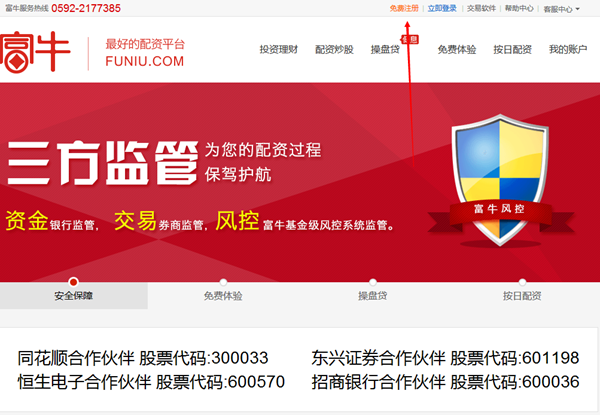 富牛服务热线 0592-2177385
免费注册 | 立即登录 | 交易软件 | 帮助中心 | 客服中心
富牛 最好的配资平台
FUNIU.COM
投资理财 配资炒股 操盘贷 免费体验 按日配资 我的账户
三方监管 为您的配资过程
保驾护航
资金银行监管， 交易券商监管，风控富牛基金级风控系统监管。
富牛风控
安全保障 免费体验 操盘贷 按日配资
同花顺合作伙伴 股票代码:300033 东兴证券合作伙伴 股票代码:601198
恒生电子合作伙伴 股票代码:600570 招商银行合作伙伴 股票代码:600036